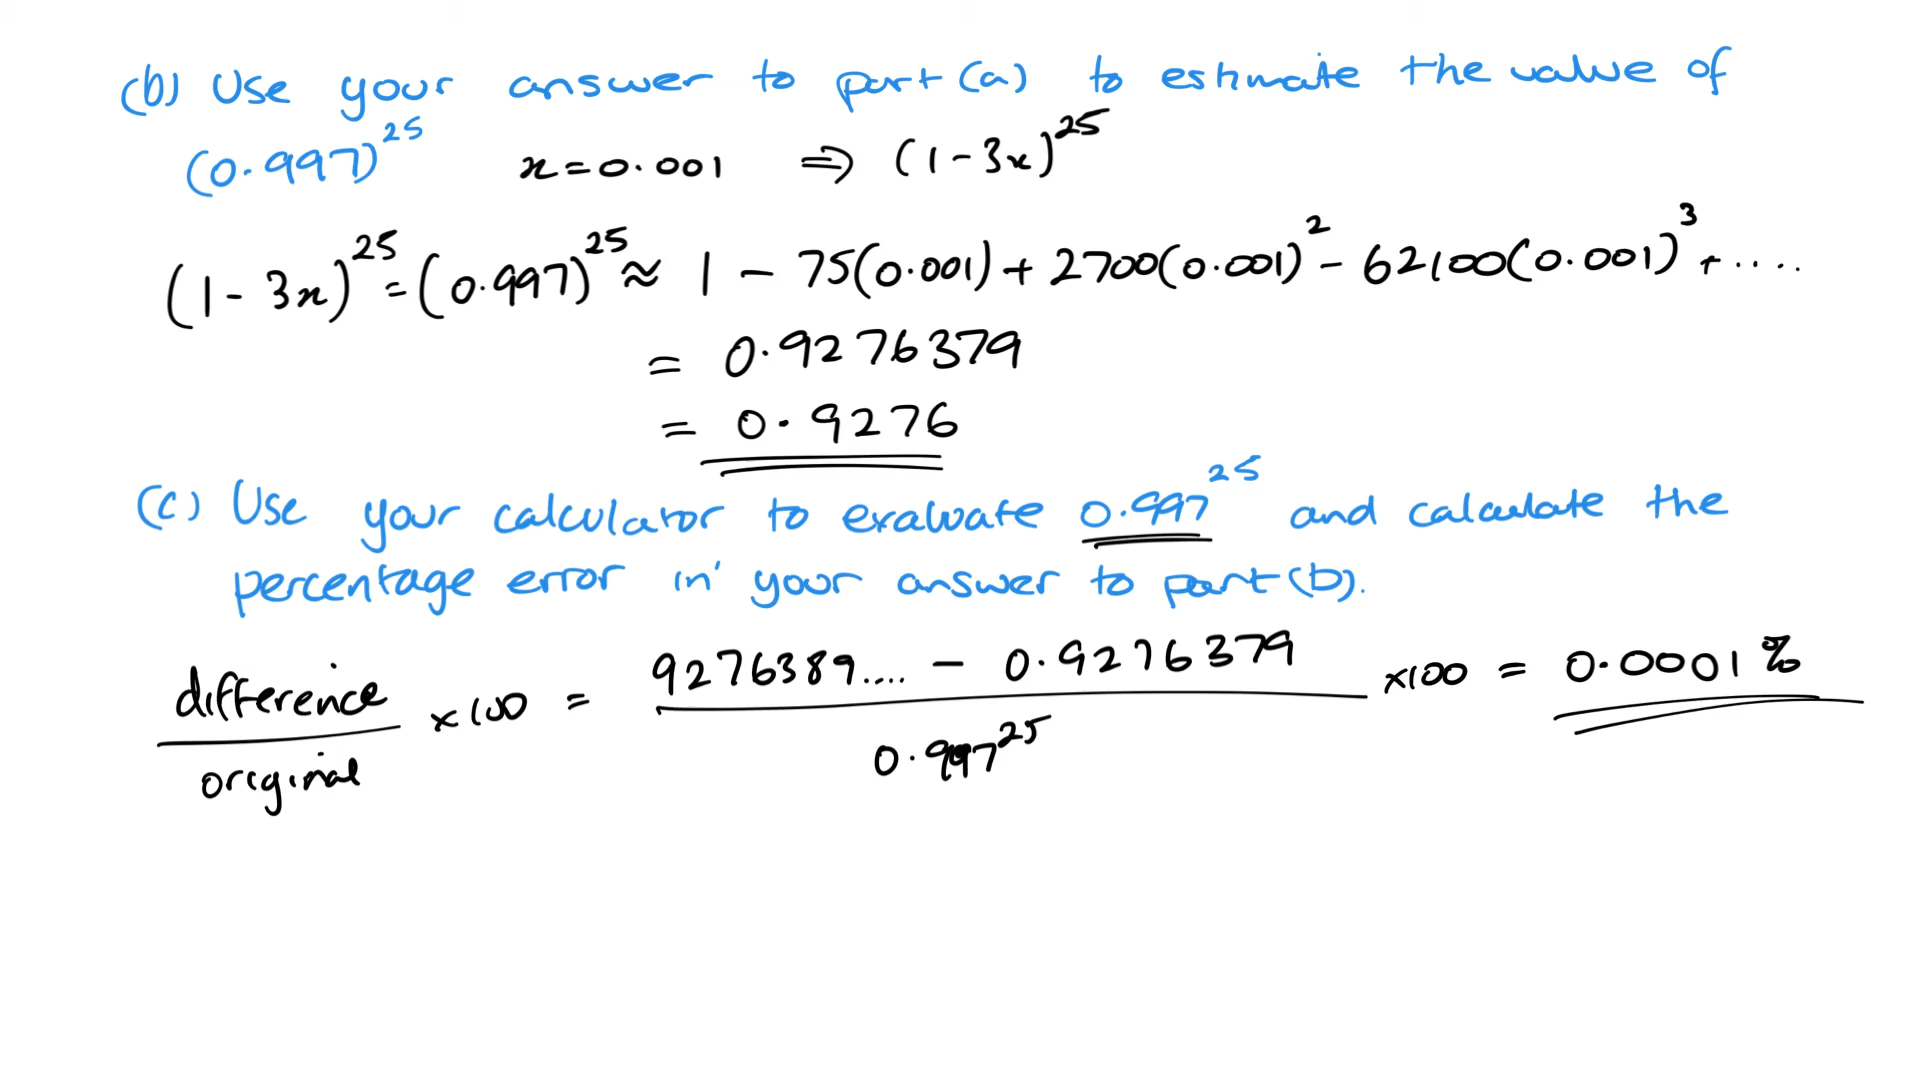 (b) Use your answer to part (a) to estimate the value of
(0.997)^25 x = 0.001 ⇒ (1-3x)^25
(1-3x)^25 = (0.997)^25 ≈ 1 - 75(0.001) + 2700(0.001)^2 - 62100(0.001)^3 + ....
= 0.9276379
= 0.9276
(c) Use your calculator to evaluate 0.997^25 and calculate the
percentage error in your answer to part (b).
difference/original ×100 = (9276389.... - 0.9276379)/0.997^25 ×100 = 0.0001%